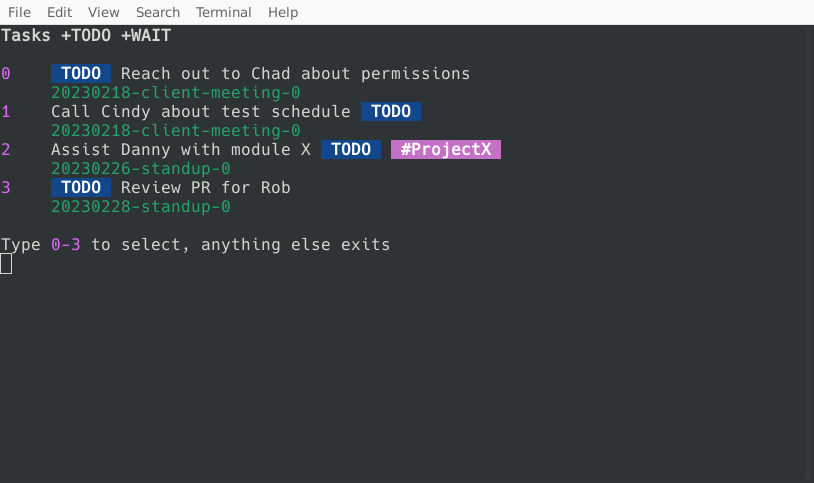 File Edit View Search Terminal Help
Tasks +TODO +WAIT
0 TODO Reach out to Chad about permissions
20230218-client-meeting-0
1 Call Cindy about test schedule TODO
20230218-client-meeting-0
2 Assist Danny with module X TODO #ProjectX
20230226-standup-0
3 TODO Review PR for Rob
20230228-standup-0
Type 0-3 to select, anything else exits